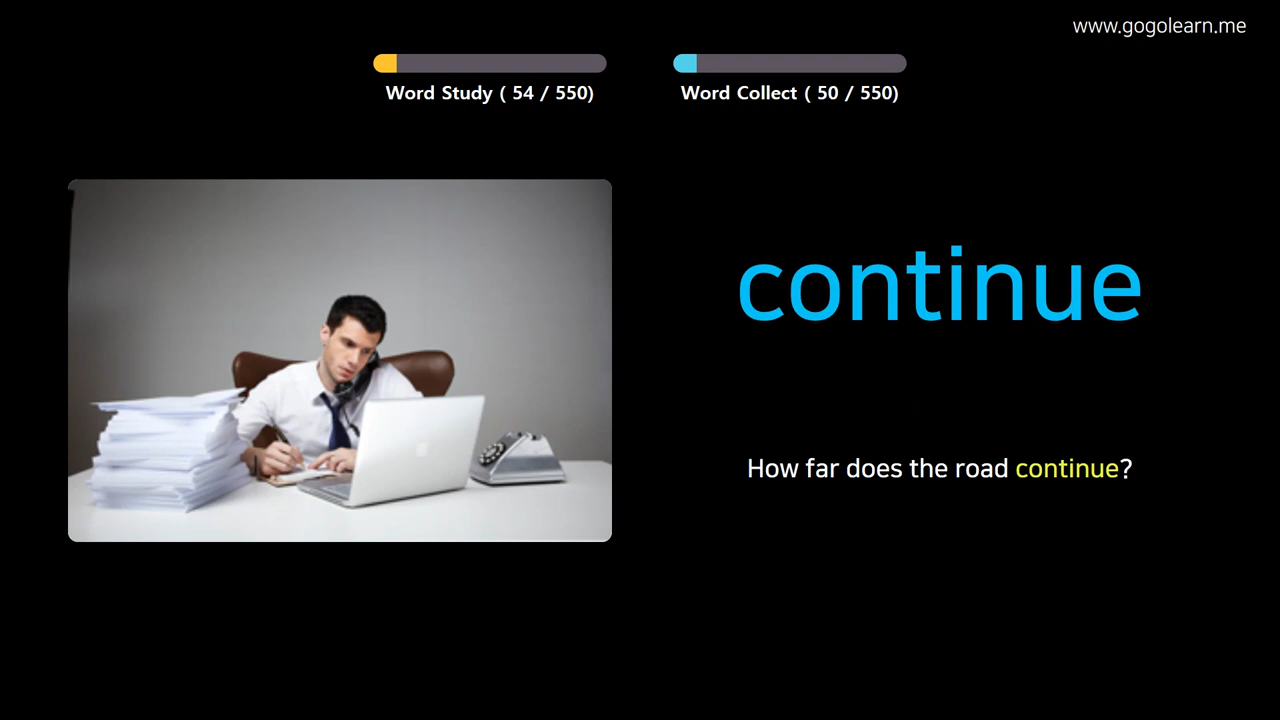 www.gogolearn.me
Word Study ( 54 / 550)
Word Collect ( 50 / 550)
continue
How far does the road continue?